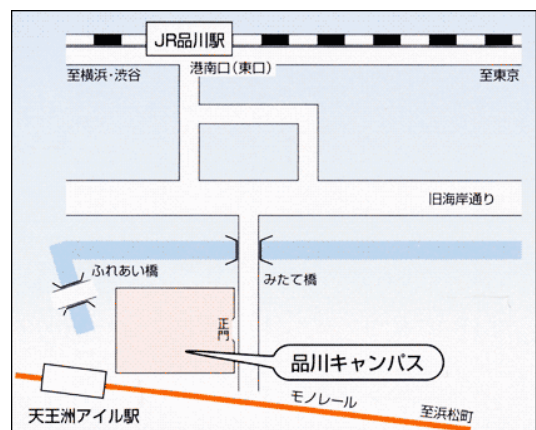 JR品川駅
港南口(東口)
至横浜・渋谷
至東京
旧海岸通り
ふれあい橋
みたて橋
正門
品川キャンパス
モノレール
天王洲アイル駅
至浜松町